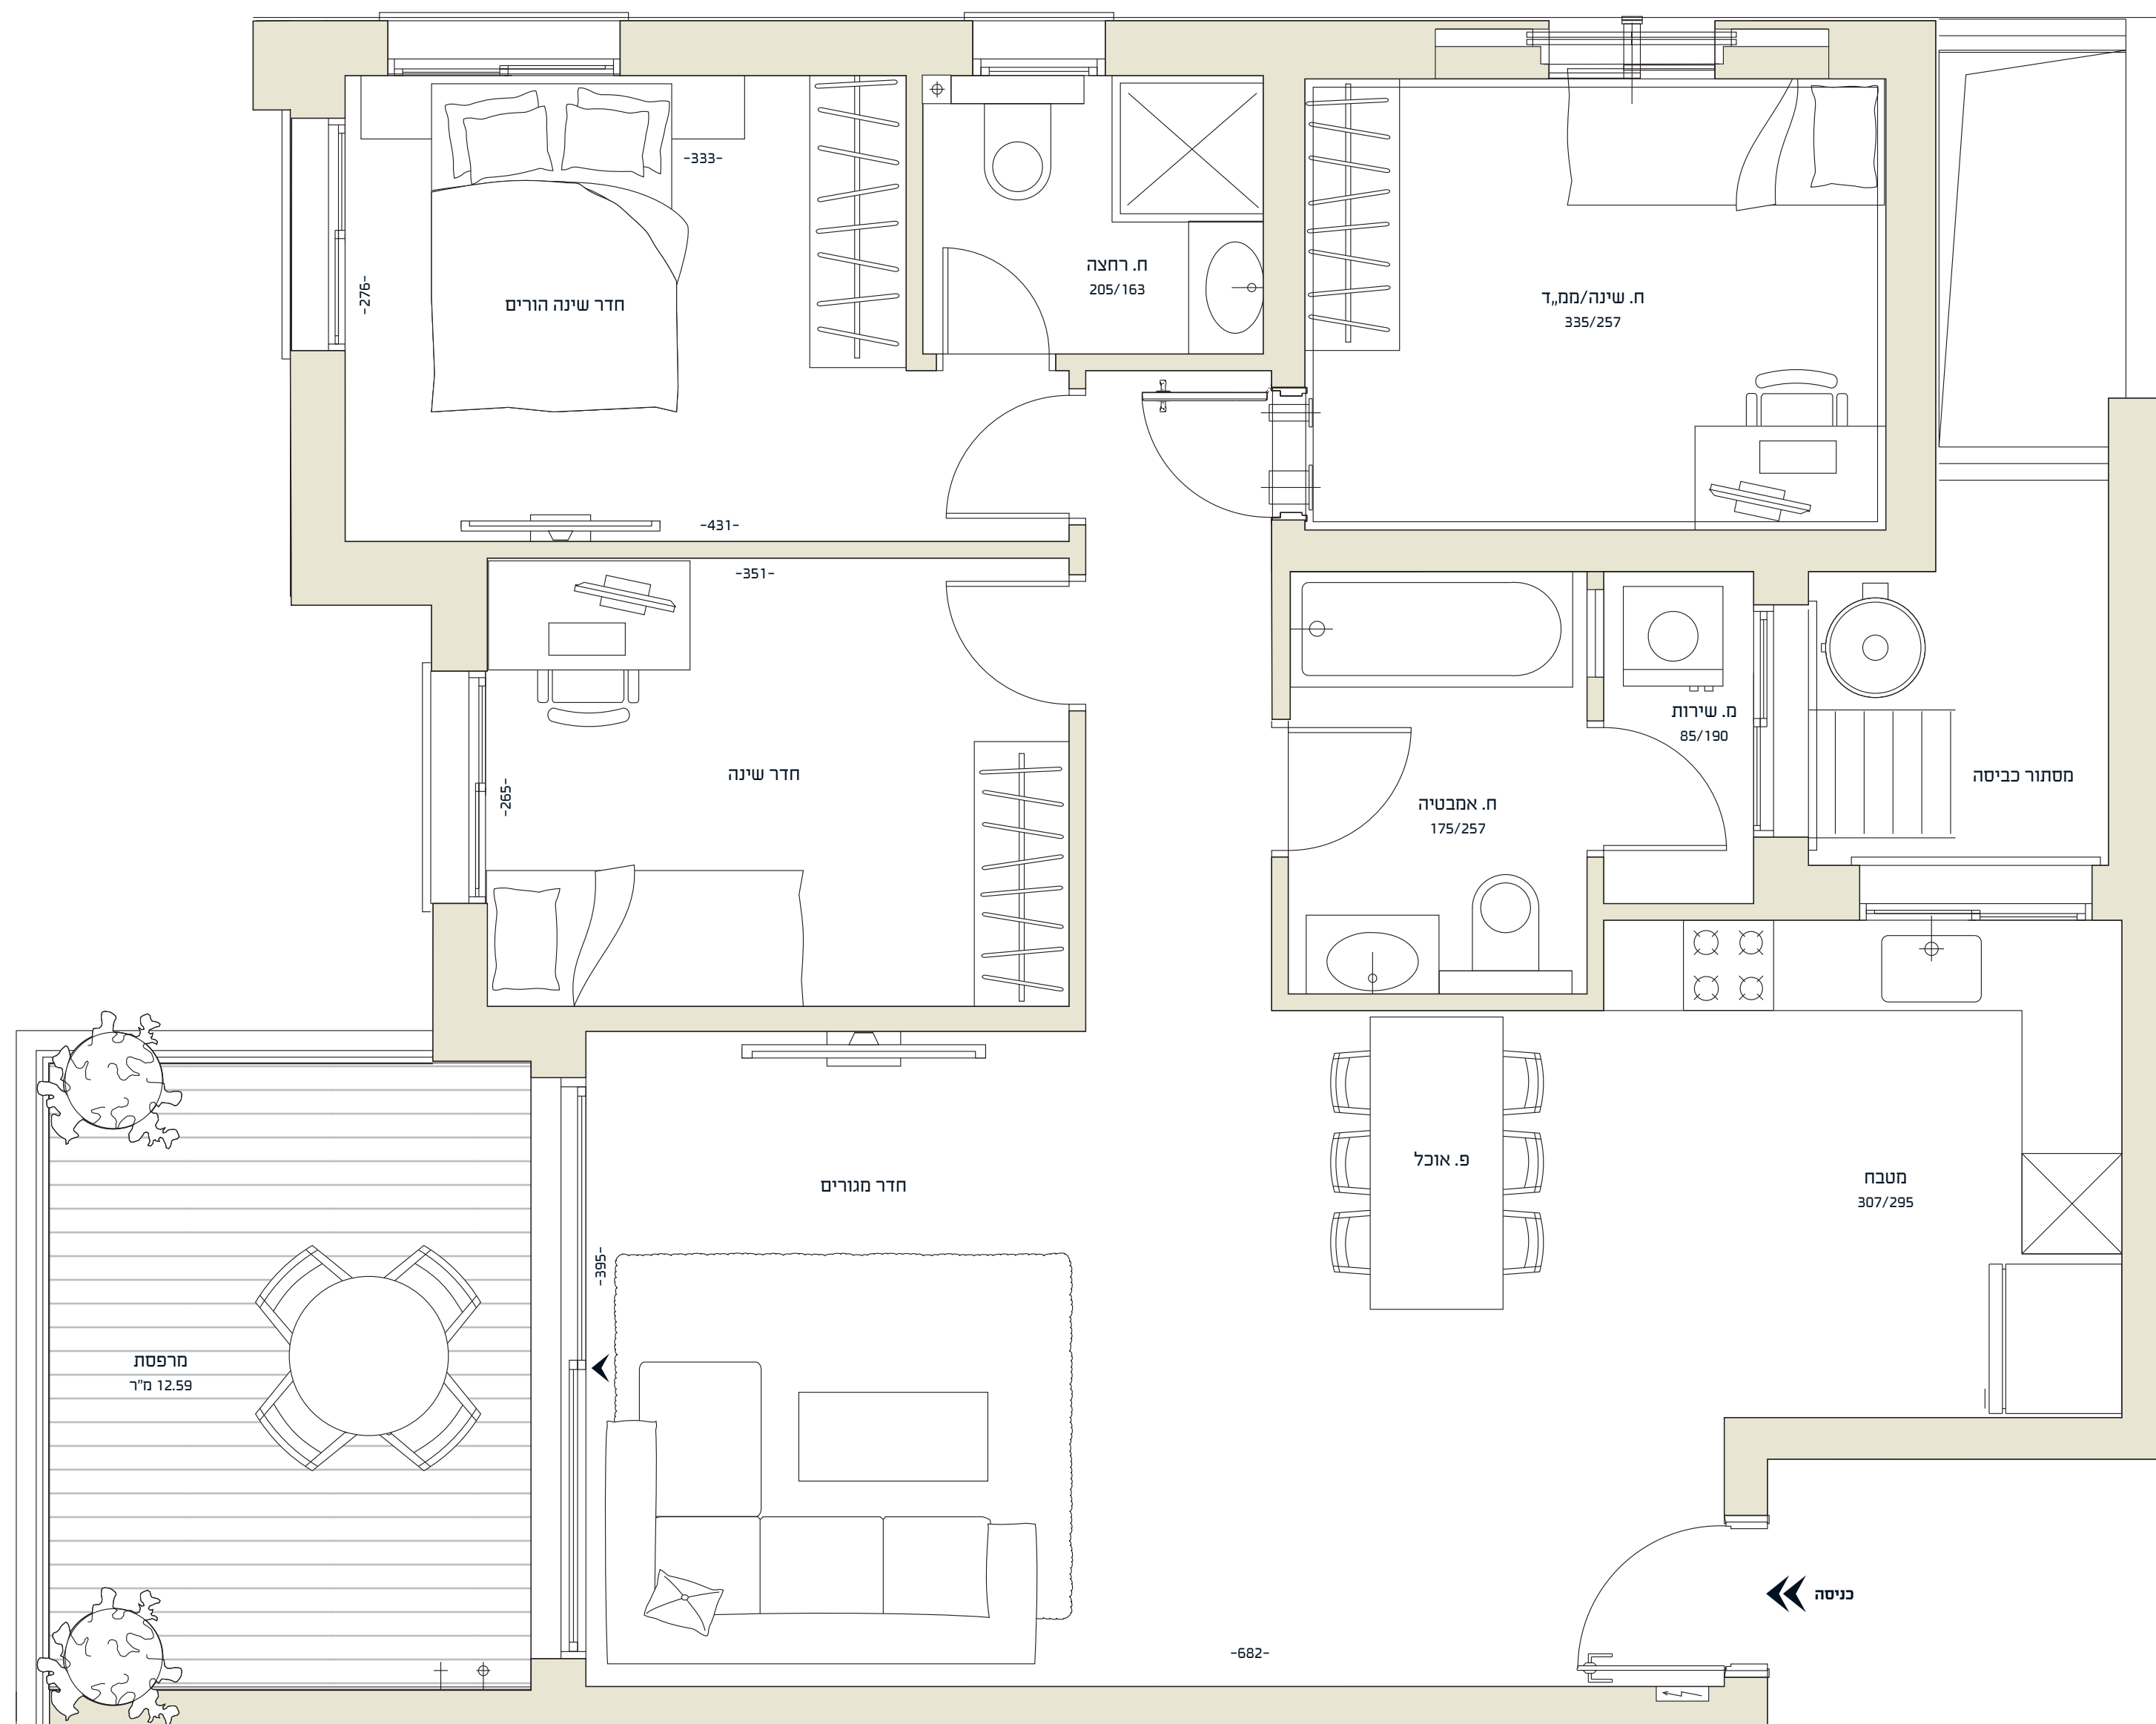 -333-
ח. רחצה
205/163
-276-
חדר שינה הורים
ח. שינה/ממ״ד
335/257
-431-
-351-
מ. שירות
85/190
חדר שינה
-265-
ח. אמבטיה
175/257
מסתור כביסה
פ. אוכל
מטבח
307/295
חדר מגורים
-395-
מרפסת
12.59 מ"ר
כניסה
-682-